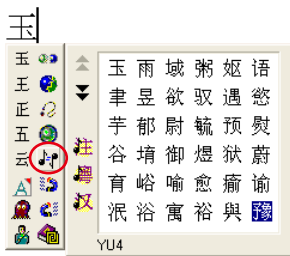 玉
玉 玉 雨 域 粥 妪 语
王 聿 昱 欲 驭 遇 慾
正 芋 郁 尉 毓 预 熨
五 注 谷 堉 御 煜 狱 蔚
云 粵 育 峪 喻 愈 瘉 谕
A 汉 泯 浴 寓 裕 與 豫
YU4